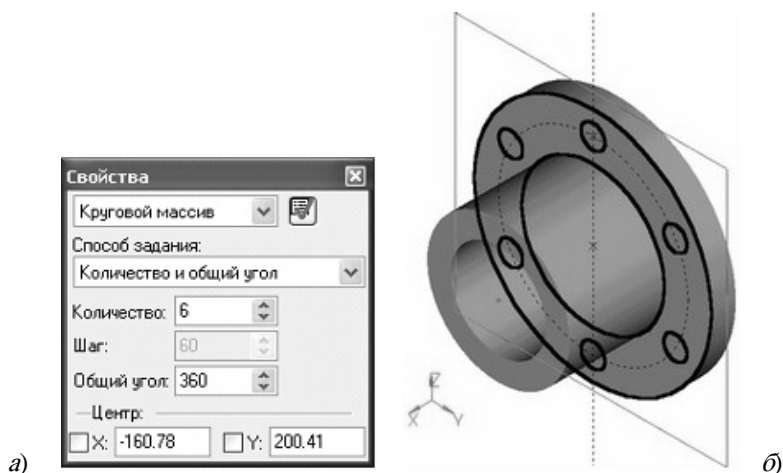 Свойства
Круговой массив
Способ задания:
Количество и общий угол
Количество: 6
Шаг: 60
Общий угол: 360
Центр:
X: -160.78 Y: 200.41
Z
X Y
а) б)